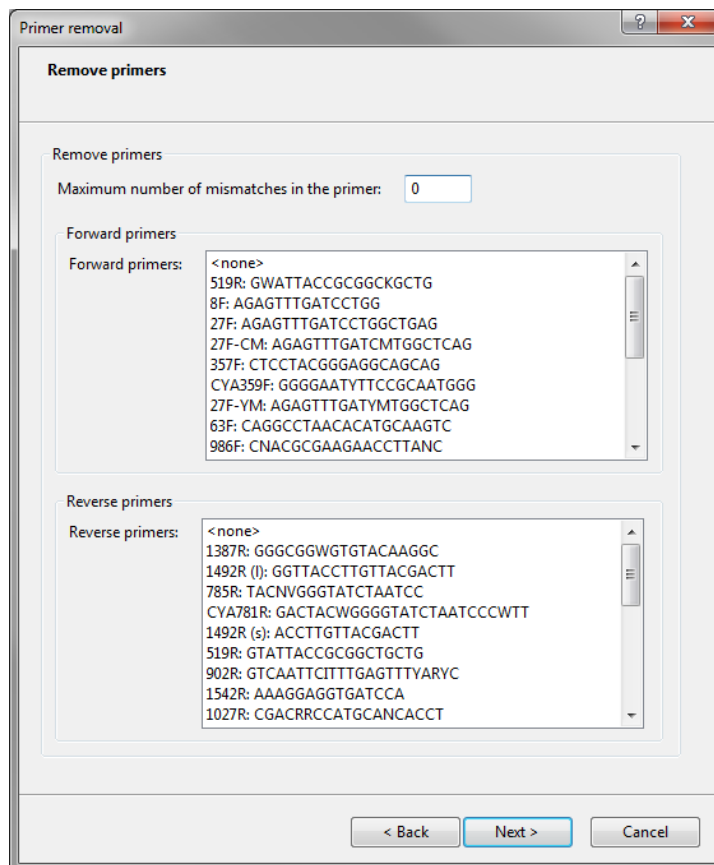 Primer removal
Remove primers
Remove primers
Maximum number of mismatches in the primer: 0
Forward primers
Forward primers:
<none>
519R: GWATTACCGCGGCKGCTG
8F: AGAGTTTGATCCTGG
27F: AGAGTTTGATCCTGGCTGAG
27F-CM: AGAGTTTGATCMTGGCTCAG
357F: CTCCTACGGGAGGCAGCAG
CYA359F: GGGGAATYTTCCGCAATGGG
27F-YM: AGAGTTTGATYMTGGCTCAG
63F: CAGGCCTAACACATGCAAGTC
986F: CNACGCGAAGAACCTTANC
Reverse primers
Reverse primers:
<none>
1387R: GGGCGGWGTGTACAAGGC
1492R (l): GGTTACCTTGTTACGACTT
785R: TACNVGGGTATCTAATCC
CYA781R: GACTACWGGGGTATCTAATCCCWTT
1492R (s): ACCTTGTTACGACTT
519R: GTATTACCGCGGCTGCTG
902R: GTCAATTCITTTGAGTTTYARYC
1542R: AAAGGAGGTGATCCA
1027R: CGACRRCCATGCANCACCT
< Back
Next >
Cancel